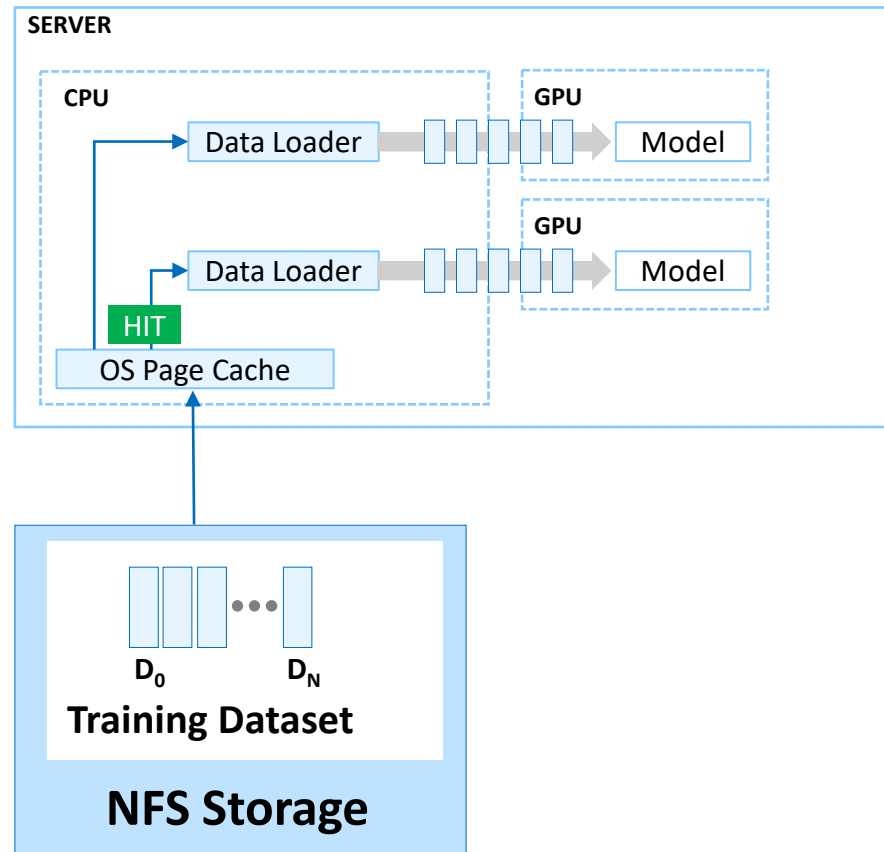 SERVER
CPU
GPU
Data Loader
Model
GPU
Data Loader
Model
HIT
OS Page Cache
D0 DN
Training Dataset
NFS Storage